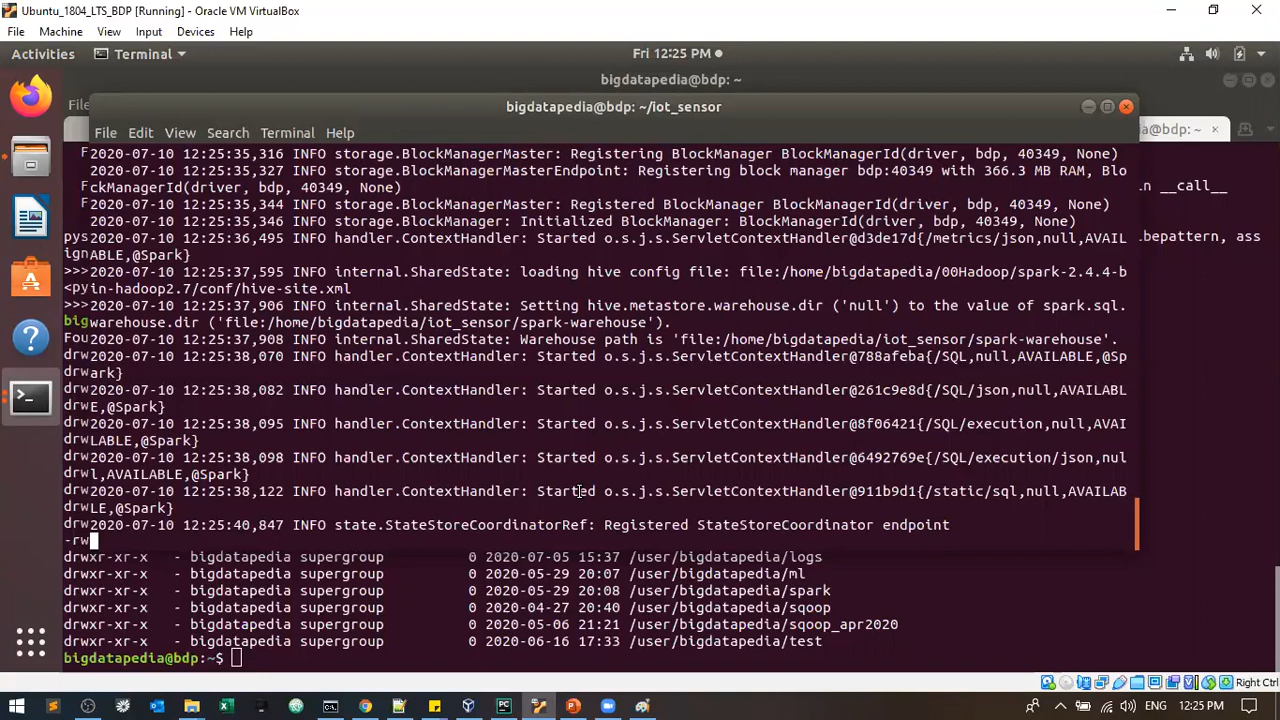 Ubuntu_1804_LTS_BDP [Running] - Oracle VM VirtualBox
File Machine View Input Devices Help
Activities Terminal Fri 12:25 PM
bigdatapedia@bdp: ~
bigdatapedia@bdp: ~/iot_sensor
File Edit View Search Terminal Help
2020-07-10 12:25:35,316 INFO storage.BlockManagerMaster: Registering BlockManager BlockManagerId(driver, bdp, 40349, None)
2020-07-10 12:25:35,327 INFO storage.BlockManagerMasterEndpoint: Registering block manager bdp:40349 with 366.3 MB RAM, Blo
ckManagerId(driver, bdp, 40349, None)
2020-07-10 12:25:35,344 INFO storage.BlockManagerMaster: Registered BlockManager BlockManagerId(driver, bdp, 40349, None)
2020-07-10 12:25:35,346 INFO storage.BlockManager: Initialized BlockManager: BlockManagerId(driver, bdp, 40349, None)
2020-07-10 12:25:36,495 INFO handler.ContextHandler: Started o.s.j.s.ServletContextHandler@d3de17d{/metrics/json,null,AVAIL
ABLE,@Spark}
2020-07-10 12:25:37,595 INFO internal.SharedState: loading hive config file: file:/home/bigdatapedia/00Hadoop/spark-2.4.4-b
in-hadoop2.7/conf/hive-site.xml
2020-07-10 12:25:37,906 INFO internal.SharedState: Setting hive.metastore.warehouse.dir ('null') to the value of spark.sql.
warehouse.dir ('file:/home/bigdatapedia/iot_sensor/spark-warehouse').
2020-07-10 12:25:37,908 INFO internal.SharedState: Warehouse path is 'file:/home/bigdatapedia/iot_sensor/spark-warehouse'.
2020-07-10 12:25:38,070 INFO handler.ContextHandler: Started o.s.j.s.ServletContextHandler@788afeba{/SQL,null,AVAILABLE,@Sp
ark}
2020-07-10 12:25:38,082 INFO handler.ContextHandler: Started o.s.j.s.ServletContextHandler@261c9e8d{/SQL/json,null,AVAILABL
E,@Spark}
2020-07-10 12:25:38,095 INFO handler.ContextHandler: Started o.s.j.s.ServletContextHandler@8f06421{/SQL/execution,null,AVAI
LABLE,@Spark}
2020-07-10 12:25:38,098 INFO handler.ContextHandler: Started o.s.j.s.ServletContextHandler@6492769e{/SQL/execution/json,nul
l,AVAILABLE,@Spark}
2020-07-10 12:25:38,122 INFO handler.ContextHandler: Started o.s.j.s.ServletContextHandler@911b9d1{/static/sql,null,AVAILAB
LE,@Spark}
2020-07-10 12:25:40,847 INFO state.StateStoreCoordinatorRef: Registered StateStoreCoordinator endpoint
-rw
drwxr-xr-x - bigdatapedia supergroup 0 2020-07-05 15:37 /user/bigdatapedia/logs
drwxr-xr-x - bigdatapedia supergroup 0 2020-05-29 20:07 /user/bigdatapedia/ml
drwxr-xr-x - bigdatapedia supergroup 0 2020-05-29 20:08 /user/bigdatapedia/spark
drwxr-xr-x - bigdatapedia supergroup 0 2020-04-27 20:40 /user/bigdatapedia/sqoop
drwxr-xr-x - bigdatapedia supergroup 0 2020-05-06 21:21 /user/bigdatapedia/sqoop_apr2020
drwxr-xr-x - bigdatapedia supergroup 0 2020-06-16 17:33 /user/bigdatapedia/test
bigdatapedia@bdp:~$
Right Ctrl
ENG 12:25 PM